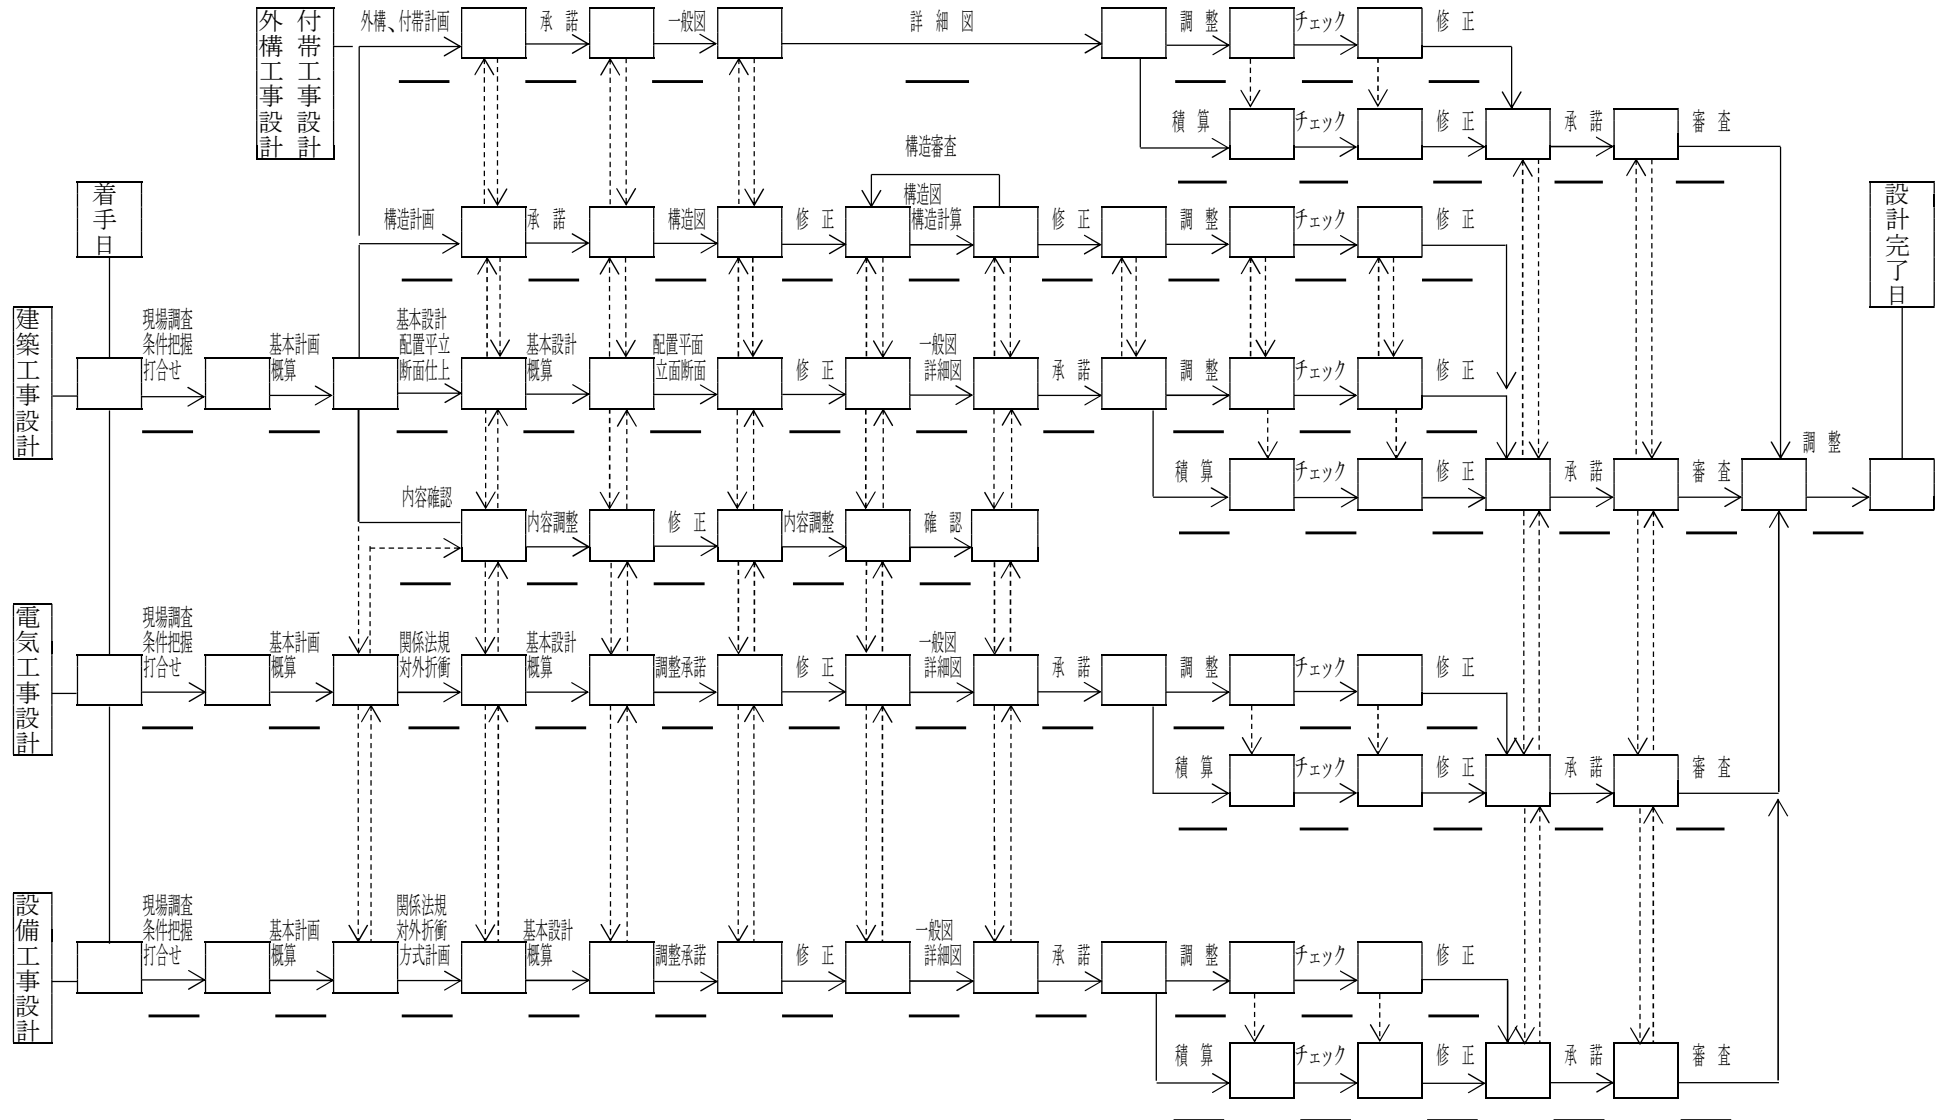 外構工事設計
付帯工事設計
外構、付帯計画
承 諾
一般図
詳 細 図
調 整
チェック
修 正
積 算
チェック
修 正
承 諾
審 査
構造審査
着手日
設計完了日
構造計画
承 諾
構造図
修 正
構造図
構造計算
修 正
調 整
チェック
修 正
建築工事設計
現場調査
条件把握
打合せ
基本計画
概算
基本設計
配置平立
断面仕上
基本設計
概算
配置平面
立面断面
修 正
一般図
詳細図
承 諾
調 整
チェック
修 正
積 算
チェック
修 正
承 諾
審 査
調 整
内容確認
内容調整
修 正
内容調整
確 認
電気工事設計
現場調査
条件把握
打合せ
基本計画
概算
関係法規
対外折衝
基本設計
概算
調整承諾
修 正
一般図
詳細図
承 諾
調 整
チェック
修 正
積 算
チェック
修 正
承 諾
審 査
設備工事設計
現場調査
条件把握
打合せ
基本計画
概算
関係法規
対外折衝
方式計画
基本設計
概算
調整承諾
修 正
一般図
詳細図
承 諾
調 整
チェック
修 正
積 算
チェック
修 正
承 諾
審 査